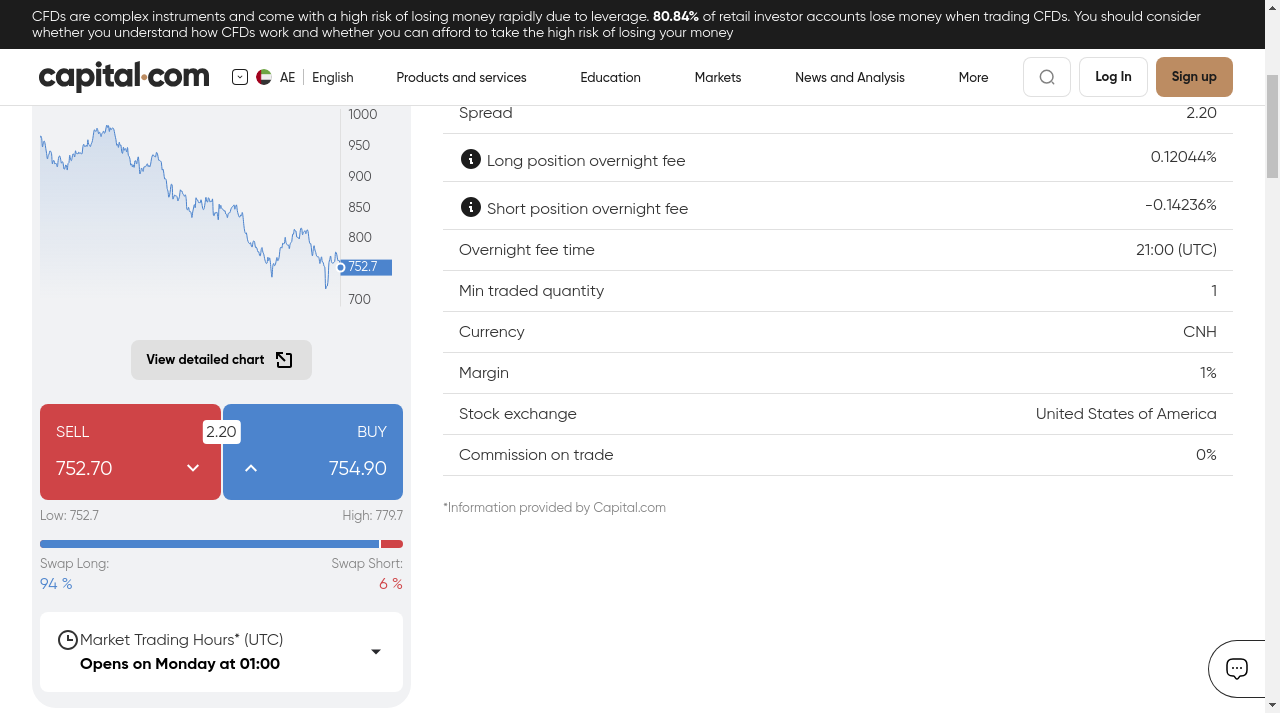 CFDs are complex instruments and come with a high risk of losing money rapidly due to leverage. 80.84% of retail investor accounts lose money when trading CFDs. You should consider
whether you understand how CFDs work and whether you can afford to take the high risk of losing your money
capital.com
AE
English
Products and services
Education
Markets
News and Analysis
More
Log In
Sign up
1000
950
900
850
800
752.7
700
View detailed chart
SELL
2.20
BUY
752.70
754.90
Low: 752.7
High: 779.7
Swap Long:
Swap Short:
94 %
6 %
Market Trading Hours* (UTC)
Opens on Monday at 01:00
Spread 2.20
Long position overnight fee 0.12044%
Short position overnight fee -0.14236%
Overnight fee time 21:00 (UTC)
Min traded quantity 1
Currency CNH
Margin 1%
Stock exchange United States of America
Commission on trade 0%
*Information provided by Capital.com